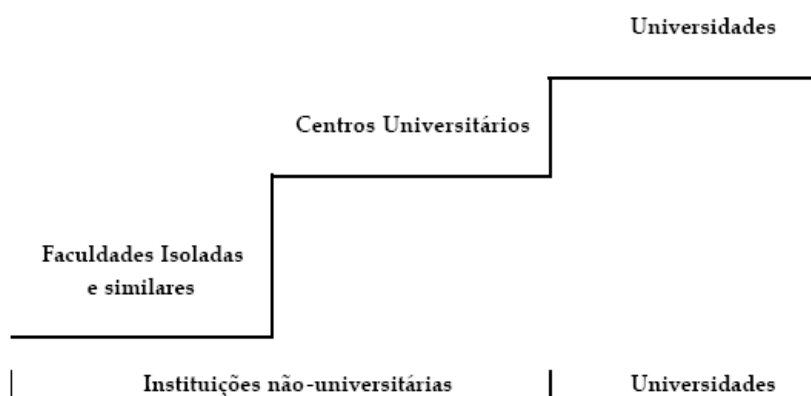 Universidades
Centros Universitários
Faculdades Isoladas
e similares
Instituições não-universitárias
Universidades